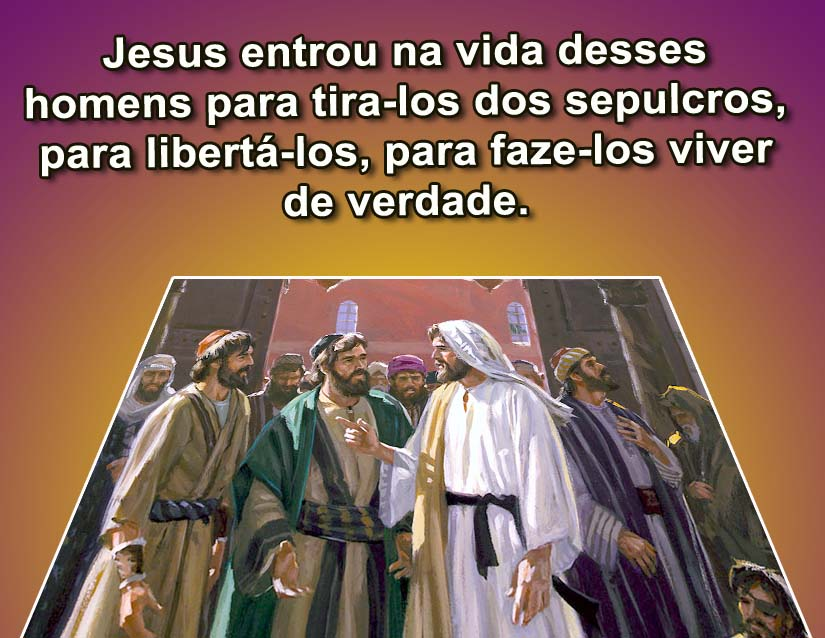 Jesus entrou na vida desses
homens para tira-los dos sepulcros,
para libertá-los, para faze-los viver
de verdade.